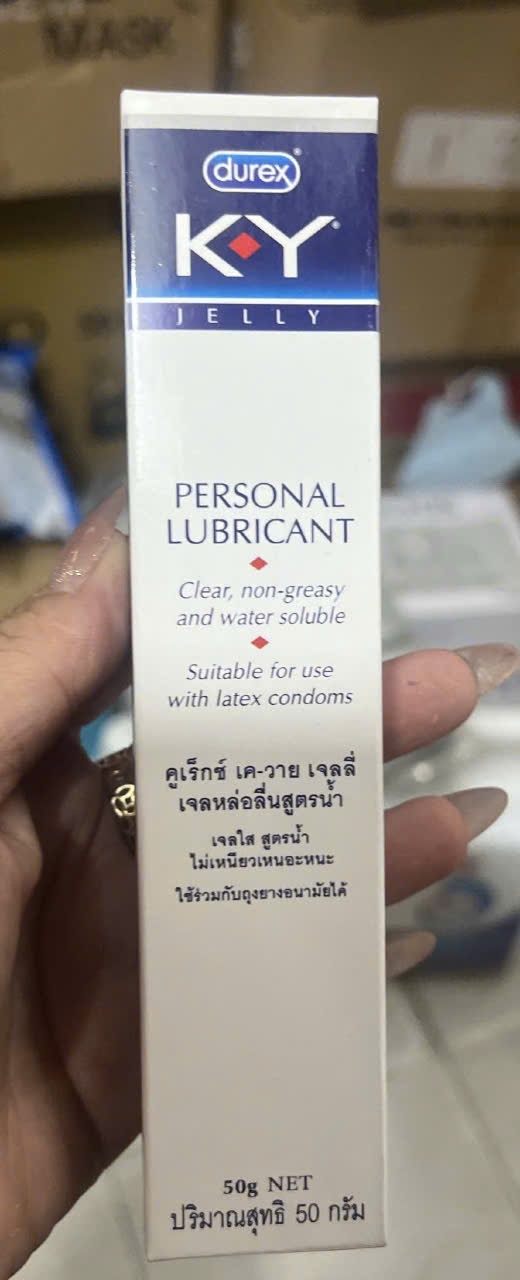 MASK
durex®
K♦Y®
JELLY
PERSONAL
LUBRICANT
Clear, non-greasy
and water soluble
Suitable for use
with latex condoms
ดูเร็กซ์ เค-วาย เจลลี่
เจลหล่อลื่นสูตรน้ำ
เจลใส สูตรน้ำ
ไม่เหนียวเหนอะหนะ
ใช้ร่วมกับถุงยางอนามัยได้
50g NET
ปริมาณสุทธิ 50 กรัม